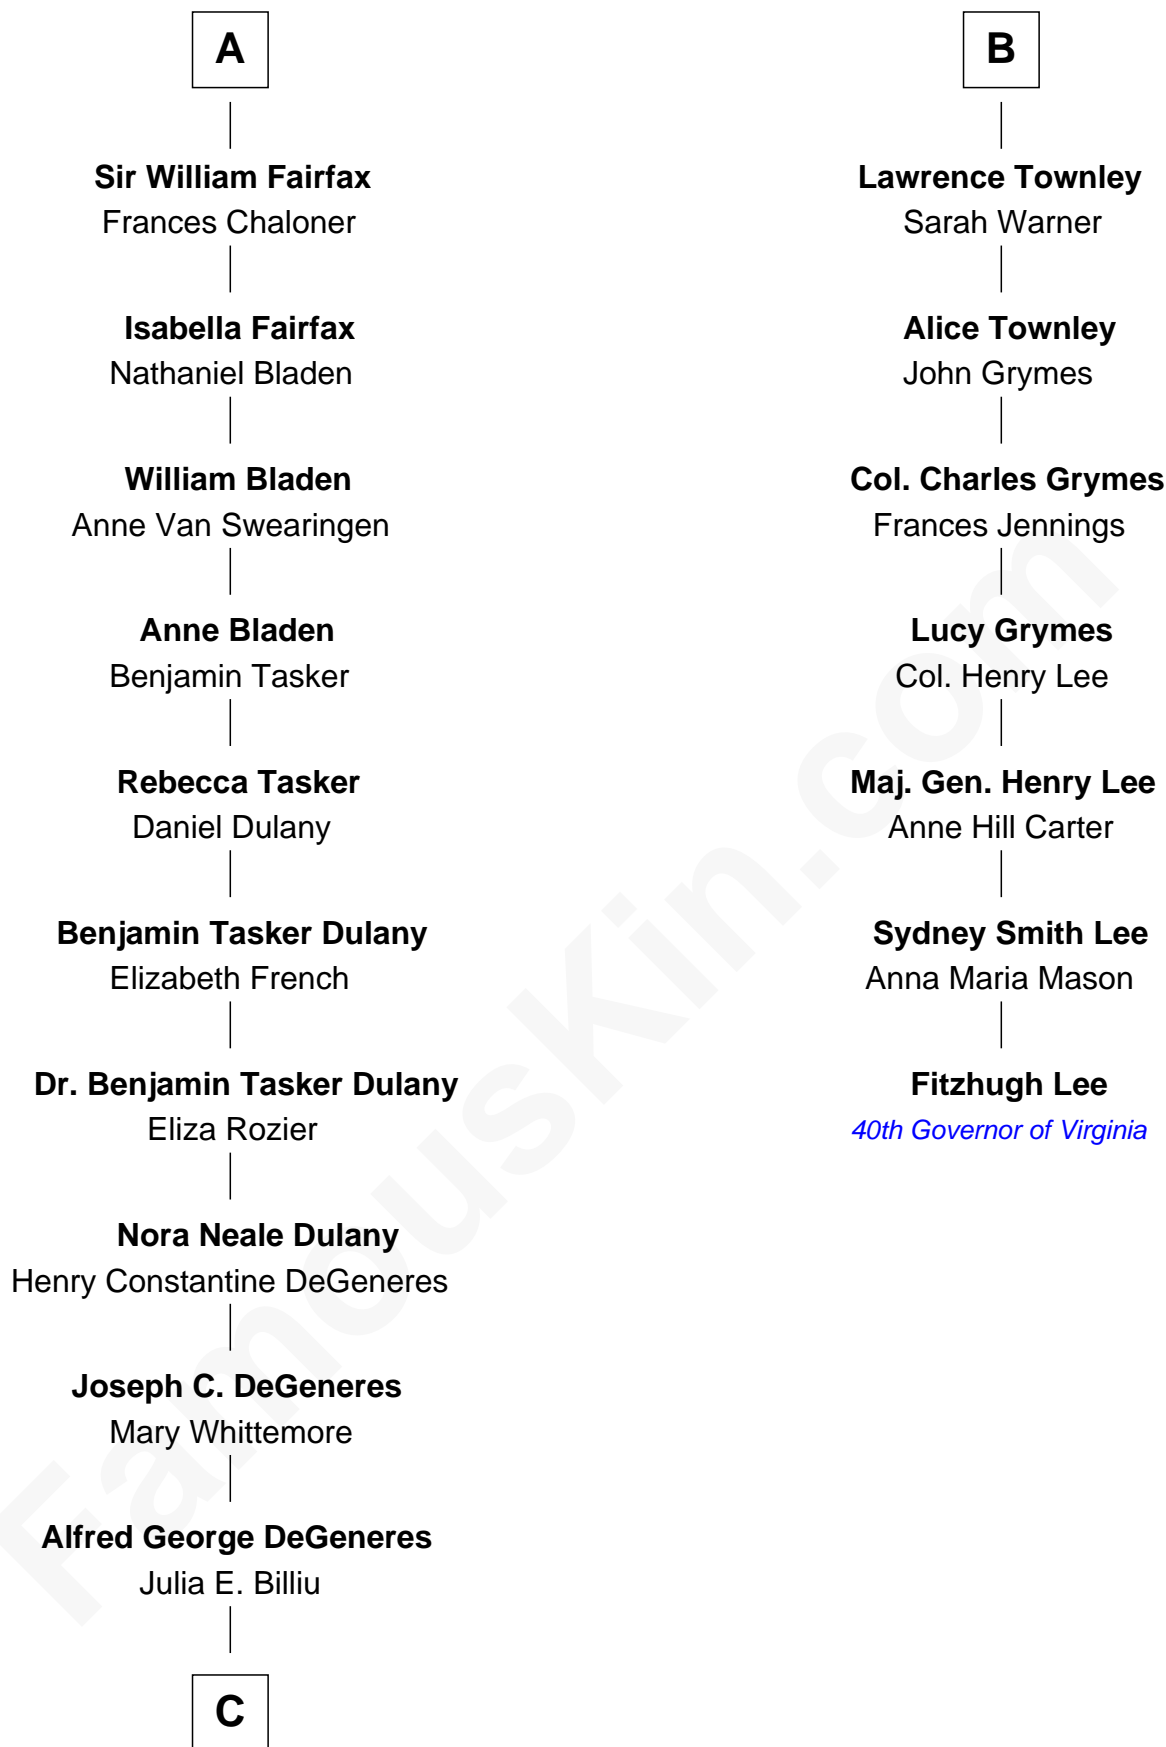 A
Sir William Fairfax
Frances Chaloner
Isabella Fairfax
Nathaniel Bladen
William Bladen
Anne Van Swearingen
Anne Bladen
Benjamin Tasker
Rebecca Tasker
Daniel Dulany
Benjamin Tasker Dulany
Elizabeth French
Dr. Benjamin Tasker Dulany
Eliza Rozier
Nora Neale Dulany
Henry Constantine DeGeneres
Joseph C. DeGeneres
Mary Whittemore
Alfred George DeGeneres
Julia E. Billiu
C
B
Lawrence Townley
Sarah Warner
Alice Townley
John Grymes
Col. Charles Grymes
Frances Jennings
Lucy Grymes
Col. Henry Lee
Maj. Gen. Henry Lee
Anne Hill Carter
Sydney Smith Lee
Anna Maria Mason
Fitzhugh Lee
40th Governor of Virginia
FamousKin.com